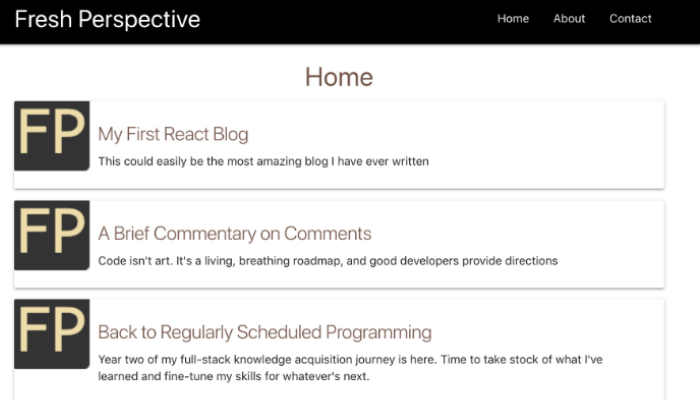 Fresh Perspective
Home About Contact
Home
FP
My First React Blog
This could easily be the most amazing blog I have ever written
FP
A Brief Commentary on Comments
Code isn't art. It's a living, breathing roadmap, and good developers provide directions
FP
Back to Regularly Scheduled Programming
Year two of my full-stack knowledge acquisition journey is here. Time to take stock of what I've
learned and fine-tune my skills for whatever's next.